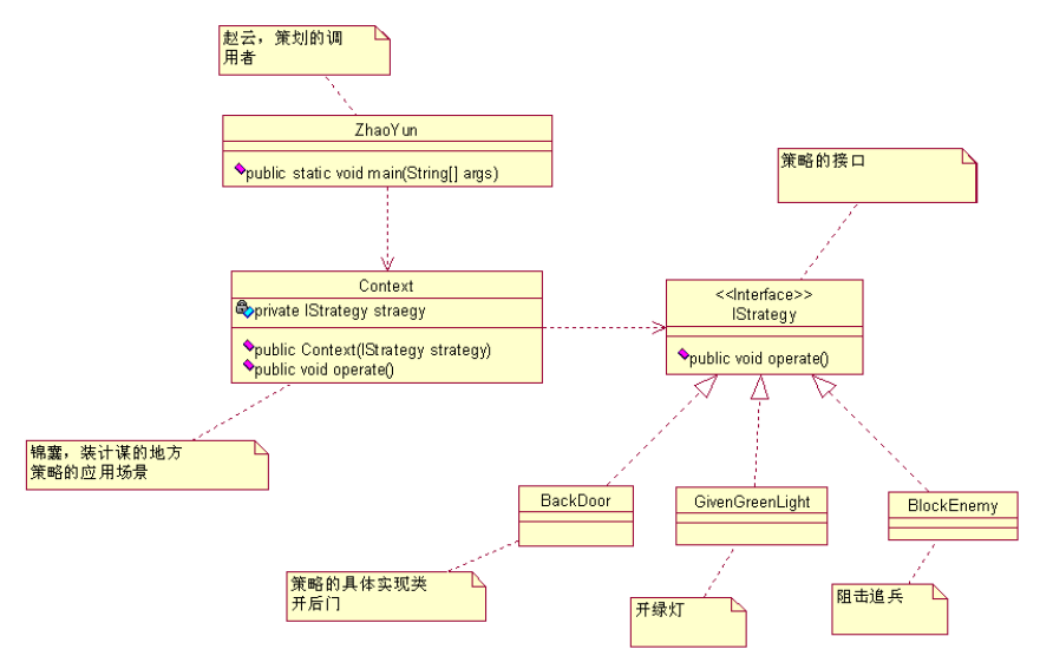 赵云，策划的调
用者
ZhaoYun
public static void main(String[] args)
策略的接口
Context
private IStrategy straegy
public Context(IStrategy strategy)
public void operate()
<<Interface>>
IStrategy
public void operate()
锦囊，装计谋的地方
策略的应用场景
BackDoor
GivenGreenLight
BlockEnemy
策略的具体实现类
开后门
开绿灯
阻击追兵